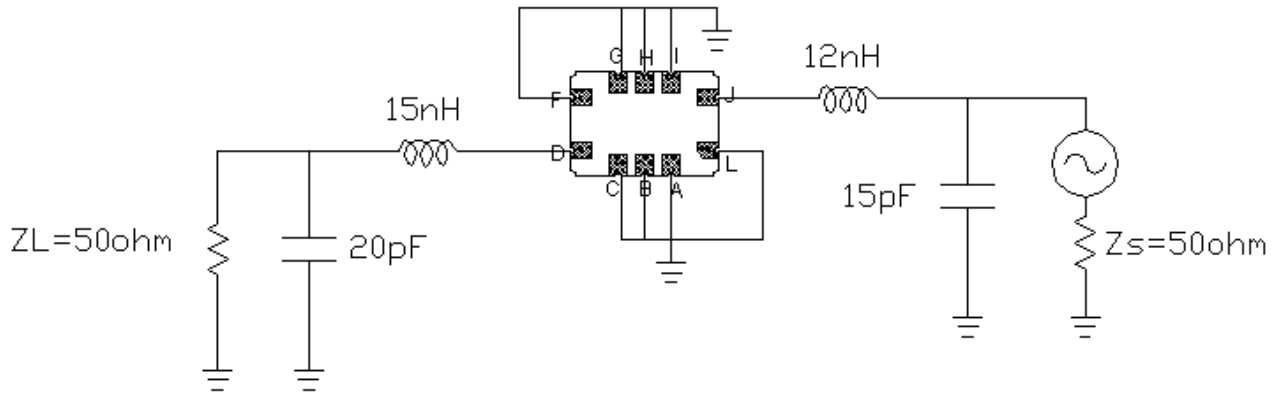 G H I
12nH
F J
15nH
D L
C B A
15pF
ZL=50ohm
20pF
Zs=50ohm